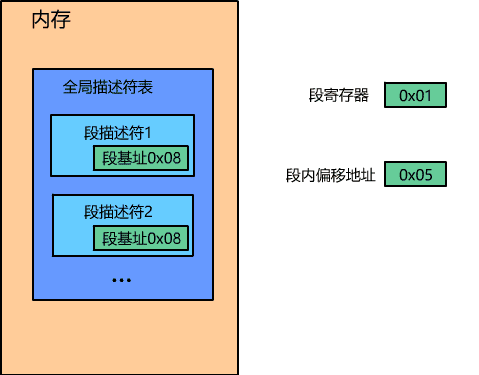 内存
全局描述符表
段描述符1
段基址0x08
段描述符2
段基址0x08
...
段寄存器 0x01
段内偏移地址 0x05